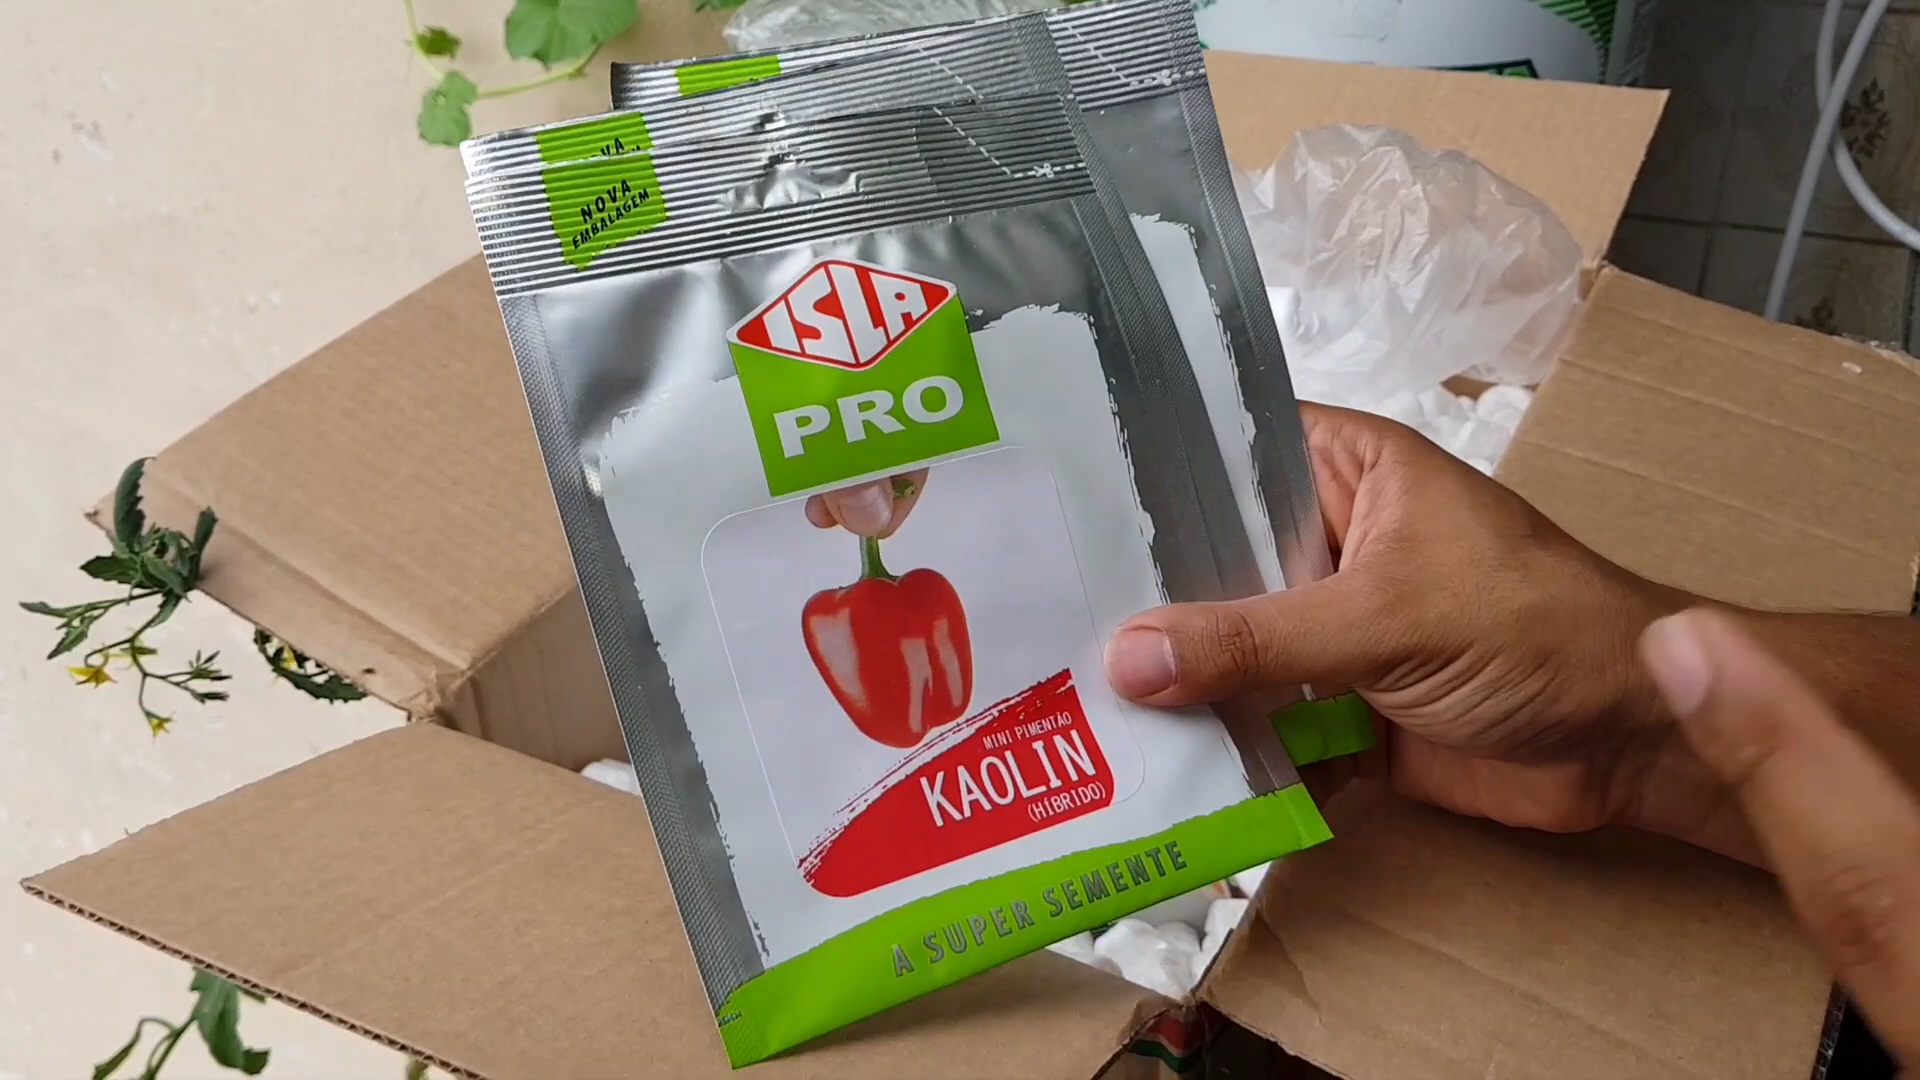 NOVA
EMBALAGEM
ISLA
PRO
MINI PIMENTÃO
KAOLIN
(HÍBRIDO)
A SUPER SEMENTE